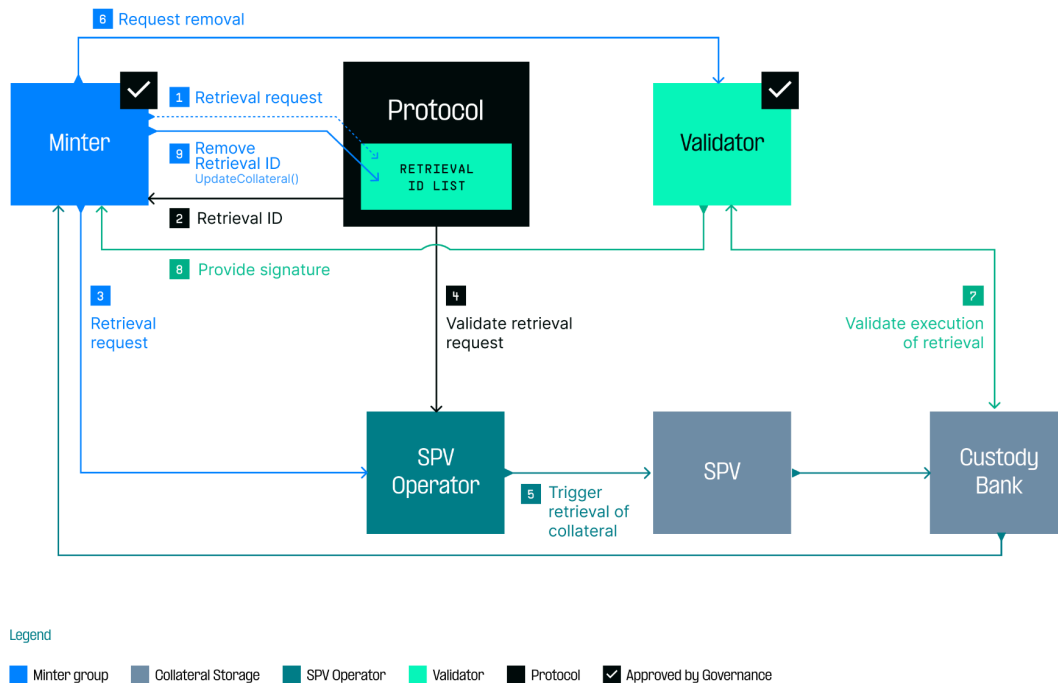 6 Request removal
Minter
1 Retrieval request
9 Remove
Retrieval ID
UpdateCollateral()
2 Retrieval ID
Protocol
RETRIEVAL
ID LIST
Validator
8 Provide signature
3
Retrieval
request
4
Validate retrieval
request
7
Validate execution
of retrieval
SPV
Operator
5 Trigger
retrieval of
collateral
SPV
Custody
Bank
Legend
Minter group
Collateral Storage
SPV Operator
Validator
Protocol
Approved by Governance